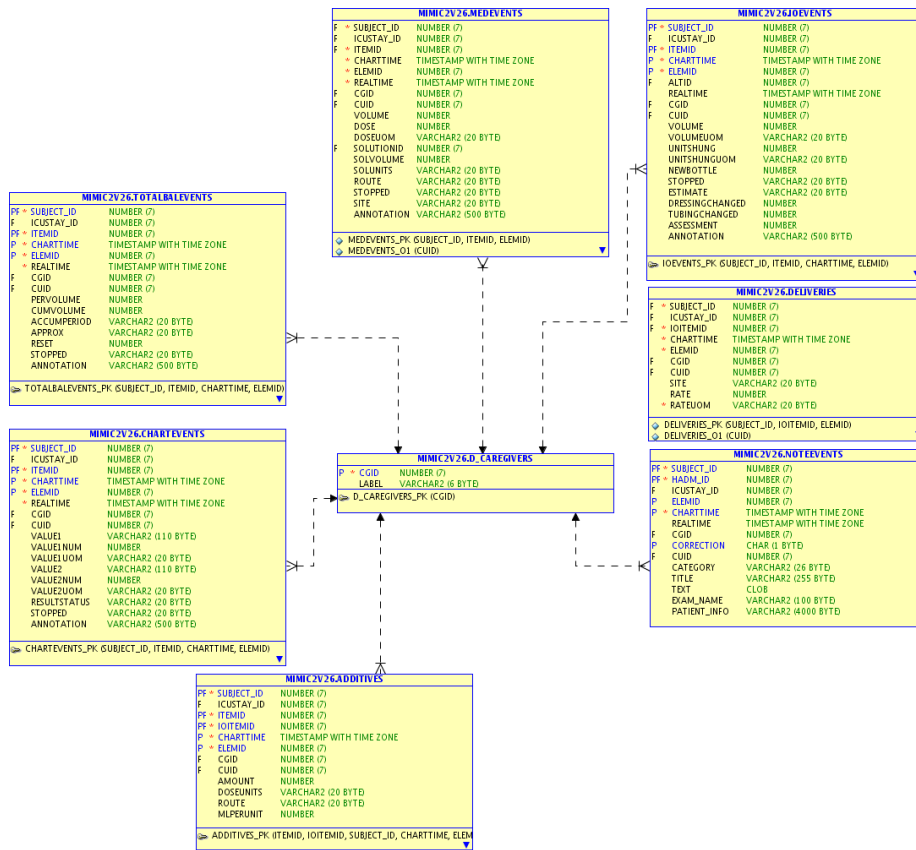 MIMIC2V26.MEDEVENTS
F * SUBJECT_ID NUMBER (7)
F ICUSTAY_ID NUMBER (7)
F * ITEMID NUMBER (7)
* CHARTTIME TIMESTAMP WITH TIME ZONE
* ELEMID NUMBER (7)
* REALTIME TIMESTAMP WITH TIME ZONE
F CGID NUMBER (7)
F CUID NUMBER (7)
VOLUME NUMBER
DOSE NUMBER
DOSEUOM VARCHAR2 (20 BYTE)
F SOLUTIONID NUMBER (7)
SOLVOLUME NUMBER
SOLUNITS VARCHAR2 (20 BYTE)
ROUTE VARCHAR2 (20 BYTE)
STOPPED VARCHAR2 (20 BYTE)
SITE VARCHAR2 (20 BYTE)
ANNOTATION VARCHAR2 (500 BYTE)
MEDEVENTS_PK (SUBJECT_ID, ITEMID, ELEMID)
MEDEVENTS_O1 (CUID)
MIMIC2V26.IOEVENTS
PF * SUBJECT_ID NUMBER (7)
F ICUSTAY_ID NUMBER (7)
PF * ITEMID NUMBER (7)
P * CHARTTIME TIMESTAMP WITH TIME ZONE
P * ELEMID NUMBER (7)
F ALTID NUMBER (7)
REALTIME TIMESTAMP WITH TIME ZONE
F CGID NUMBER (7)
F CUID NUMBER (7)
VOLUME NUMBER
VOLUMEUOM VARCHAR2 (20 BYTE)
UNITSHUNG NUMBER
UNITSHUNGUOM VARCHAR2 (20 BYTE)
NEWBOTTLE NUMBER
STOPPED VARCHAR2 (20 BYTE)
ESTIMATE VARCHAR2 (20 BYTE)
DRESSINGCHANGED NUMBER
TUBINGCHANGED NUMBER
ASSESSMENT NUMBER
ANNOTATION VARCHAR2 (500 BYTE)
IOEVENTS_PK (SUBJECT_ID, ITEMID, CHARTTIME, ELEMID)
MIMIC2V26.TOTALBALEVENTS
PF * SUBJECT_ID NUMBER (7)
F ICUSTAY_ID NUMBER (7)
PF * ITEMID NUMBER (7)
P * CHARTTIME TIMESTAMP WITH TIME ZONE
P * ELEMID NUMBER (7)
* REALTIME TIMESTAMP WITH TIME ZONE
F CGID NUMBER (7)
F CUID NUMBER (7)
PERVOLUME NUMBER
CUMVOLUME NUMBER
ACCUMPERIOD VARCHAR2 (20 BYTE)
APPROX VARCHAR2 (20 BYTE)
RESET NUMBER
STOPPED VARCHAR2 (20 BYTE)
ANNOTATION VARCHAR2 (500 BYTE)
TOTALBALEVENTS_PK (SUBJECT_ID, ITEMID, CHARTTIME, ELEMID)
MIMIC2V26.DELIVERIES
F * SUBJECT_ID NUMBER (7)
F ICUSTAY_ID NUMBER (7)
F * IOITEMID NUMBER (7)
* CHARTTIME TIMESTAMP WITH TIME ZONE
* ELEMID NUMBER (7)
F CGID NUMBER (7)
F CUID NUMBER (7)
SITE VARCHAR2 (20 BYTE)
RATE NUMBER
* RATEUOM VARCHAR2 (20 BYTE)
DELIVERIES_PK (SUBJECT_ID, IOITEMID, ELEMID)
DELIVERIES_O1 (CUID)
MIMIC2V26.CHARTEVENTS
PF * SUBJECT_ID NUMBER (7)
F ICUSTAY_ID NUMBER (7)
PF * ITEMID NUMBER (7)
P * CHARTTIME TIMESTAMP WITH TIME ZONE
P * ELEMID NUMBER (7)
* REALTIME TIMESTAMP WITH TIME ZONE
F CGID NUMBER (7)
F CUID NUMBER (7)
VALUE1 VARCHAR2 (110 BYTE)
VALUE1NUM NUMBER
VALUE1UOM VARCHAR2 (20 BYTE)
VALUE2 VARCHAR2 (110 BYTE)
VALUE2NUM NUMBER
VALUE2UOM VARCHAR2 (20 BYTE)
RESULTSTATUS VARCHAR2 (20 BYTE)
STOPPED VARCHAR2 (20 BYTE)
ANNOTATION VARCHAR2 (500 BYTE)
CHARTEVENTS_PK (SUBJECT_ID, ITEMID, CHARTTIME, ELEMID)
MIMIC2V26.D_CAREGIVERS
P * CGID NUMBER (7)
LABEL VARCHAR2 (6 BYTE)
D_CAREGIVERS_PK (CGID)
MIMIC2V26.NOTEEVENTS
PF * SUBJECT_ID NUMBER (7)
PF * HADM_ID NUMBER (7)
F ICUSTAY_ID NUMBER (7)
P ELEMID NUMBER (7)
P * CHARTTIME TIMESTAMP WITH TIME ZONE
REALTIME TIMESTAMP WITH TIME ZONE
F CGID NUMBER (7)
P CORRECTION CHAR (1 BYTE)
F CUID NUMBER (7)
CATEGORY VARCHAR2 (26 BYTE)
TITLE VARCHAR2 (255 BYTE)
TEXT CLOB
EXAM_NAME VARCHAR2 (100 BYTE)
PATIENT_INFO VARCHAR2 (4000 BYTE)
MIMIC2V26.ADDITIVES
PF * SUBJECT_ID NUMBER (7)
F ICUSTAY_ID NUMBER (7)
PF * ITEMID NUMBER (7)
PF * IOITEMID NUMBER (7)
P * CHARTTIME TIMESTAMP WITH TIME ZONE
P * ELEMID NUMBER (7)
F CGID NUMBER (7)
F CUID NUMBER (7)
AMOUNT NUMBER
DOSEUNITS VARCHAR2 (20 BYTE)
ROUTE VARCHAR2 (20 BYTE)
MLPERUNIT NUMBER
ADDITIVES_PK (ITEMID, IOITEMID, SUBJECT_ID, CHARTTIME, ELEM